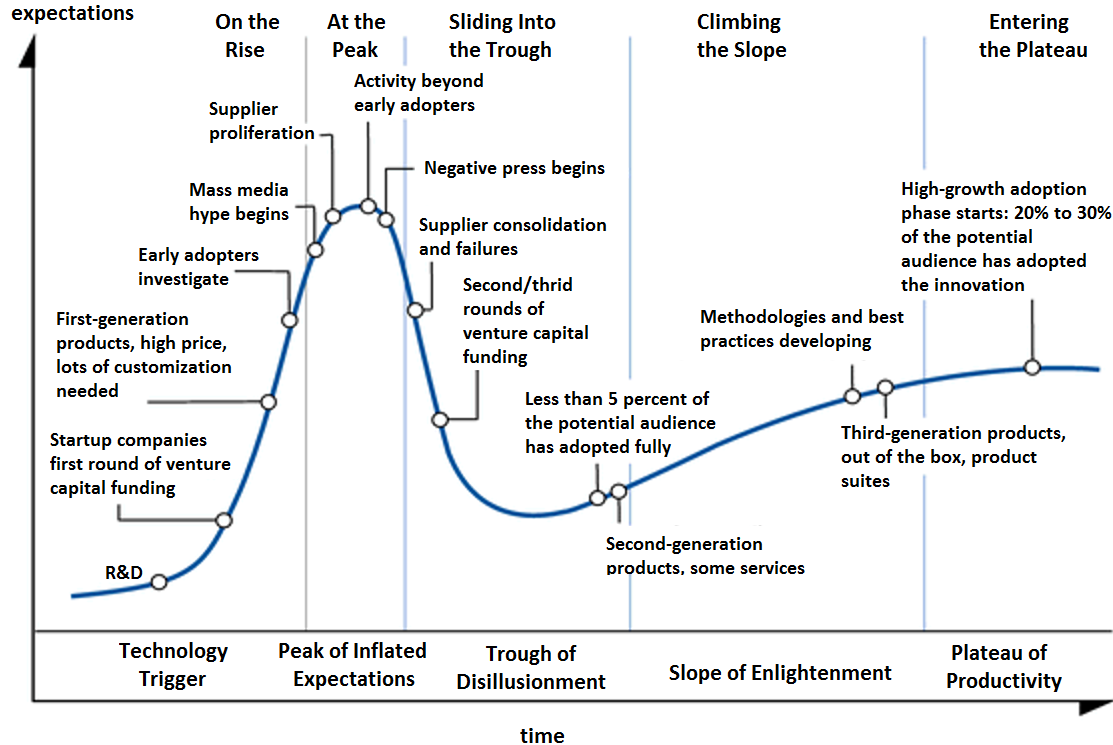 expectations
On the
Rise
At the
Peak
Sliding Into
the Trough
Climbing
the Slope
Entering
the Plateau
Activity beyond
early adopters
Supplier
proliferation
Negative press begins
Mass media
hype begins
High-growth adoption
phase starts: 20% to 30%
of the potential
audience has adopted
the innovation
Supplier consolidation
and failures
Early adopters
investigate
Second/thrid
rounds of
venture capital
funding
First-generation
products, high price,
lots of customization
needed
Methodologies and best
practices developing
Less than 5 percent of
the potential audience
has adopted fully
Startup companies
first round of venture
capital funding
Third-generation products,
out of the box, product
suites
Second-generation
products, some services
R&D
Technology
Trigger
Peak of Inflated
Expectations
Trough of
Disillusionment
Slope of Enlightenment
Plateau of
Productivity
time